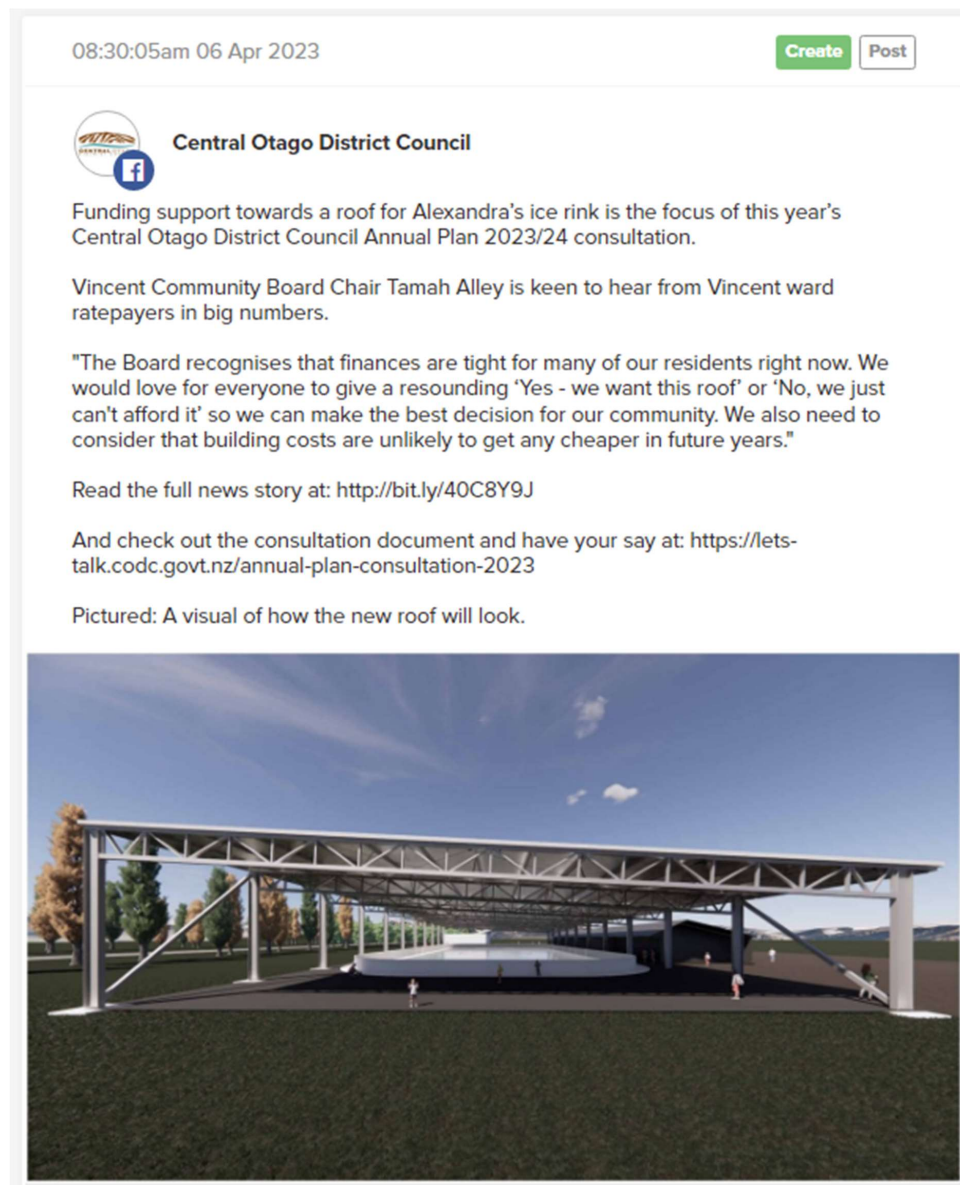 08:30:05am 06 Apr 2023
Create
Post
CENTRAL
Central Otago District Council
Funding support towards a roof for Alexandra’s ice rink is the focus of this year’s
Central Otago District Council Annual Plan 2023/24 consultation.
Vincent Community Board Chair Tamah Alley is keen to hear from Vincent ward
ratepayers in big numbers.
"The Board recognises that finances are tight for many of our residents right now. We
would love for everyone to give a resounding ‘Yes - we want this roof’ or ‘No, we just
can't afford it’ so we can make the best decision for our community. We also need to
consider that building costs are unlikely to get any cheaper in future years."
Read the full news story at: http://bit.ly/40C8Y9J
And check out the consultation document and have your say at: https://lets-
talk.codc.govt.nz/annual-plan-consultation-2023
Pictured: A visual of how the new roof will look.